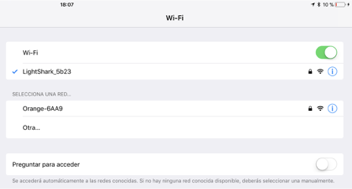 18:07
10 %
Wi-Fi
Wi-Fi
LightShark_5b23
SELECCIONA UNA RED...
Orange-6AA9
Otra...
Preguntar para acceder
Se accederá automáticamente a las redes conocidas. Si no hay ninguna red conocida disponible, deberás seleccionar una manualmente.